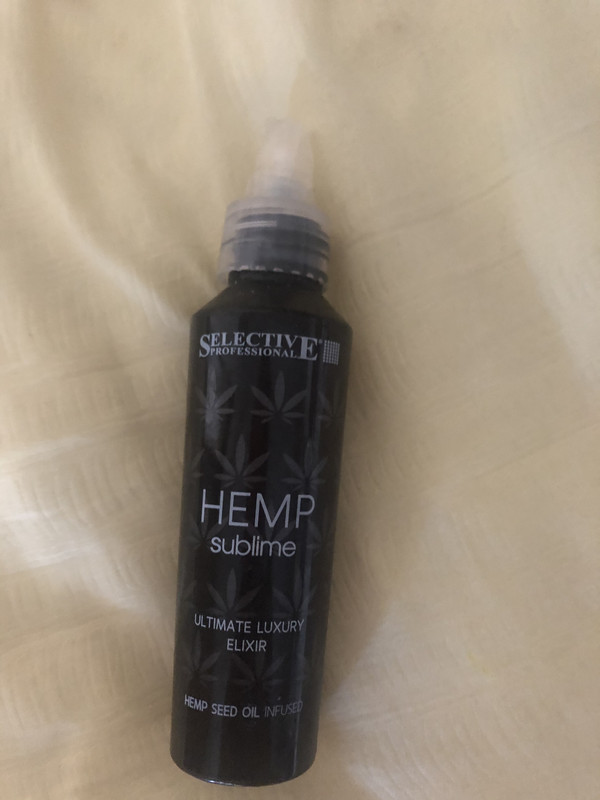 SELECTIVE
PROFESSIONAL
HEMP
sublime
ULTIMATE LUXURY
ELIXIR
HEMP SEED OIL INFUSED